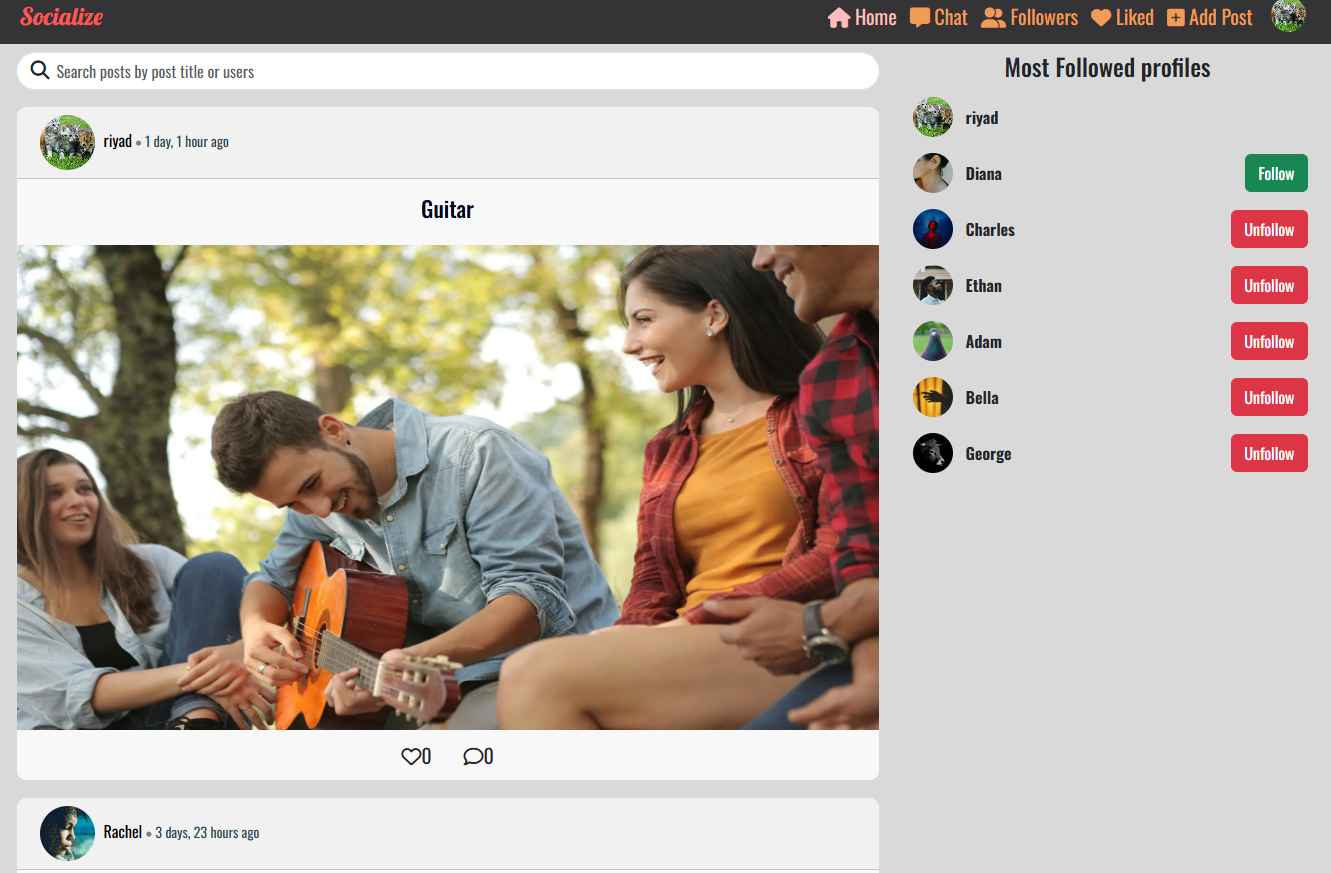 Socialize
Home Chat Followers Liked Add Post
Search posts by post title or users
riyad • 1 day, 1 hour ago
Guitar
0 0
Rachel • 3 days, 23 hours ago
Most Followed profiles
riyad
Diana Follow
Charles Unfollow
Ethan Unfollow
Adam Unfollow
Bella Unfollow
George Unfollow